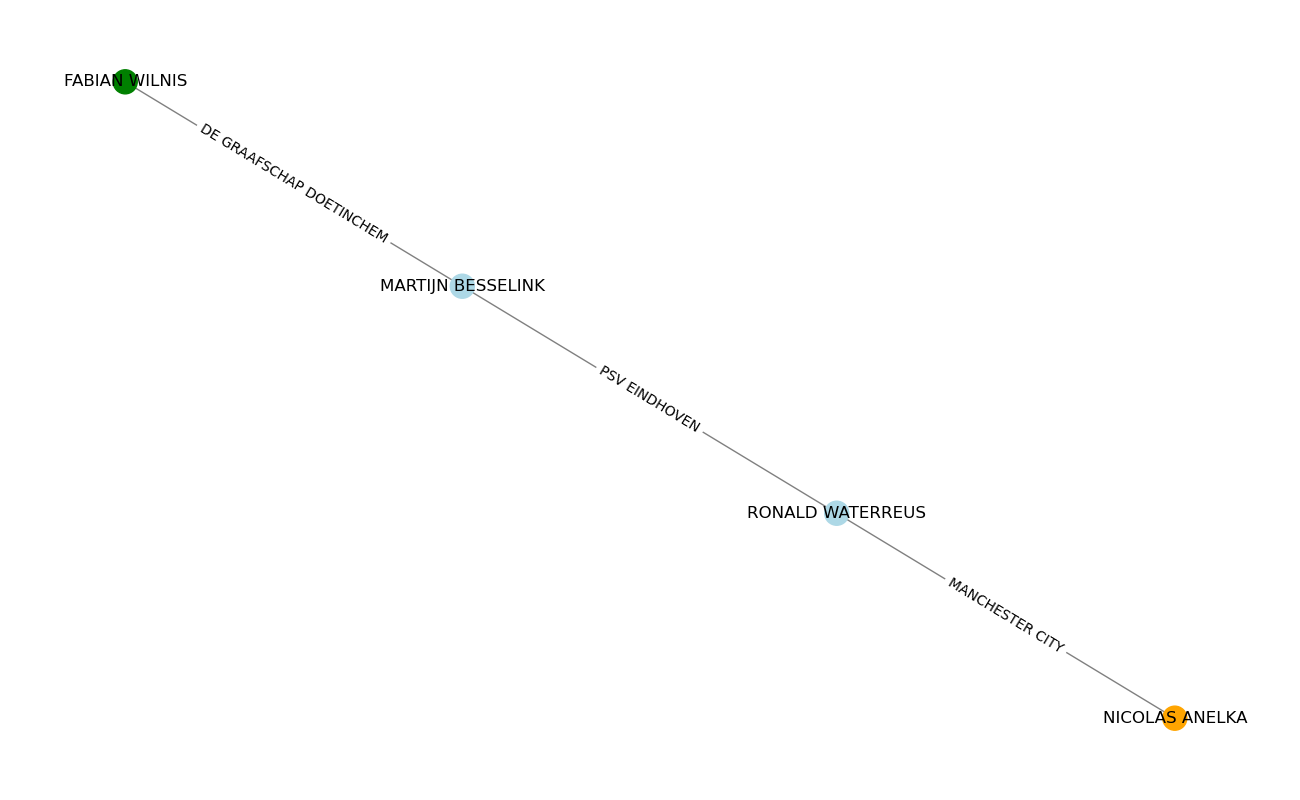 FABIAN WILNIS
DE GRAAFSCHAP DOETINCHEM
MARTIJN BESSELINK
PSV EINDHOVEN
RONALD WATERREUS
MANCHESTER CITY
NICOLAS ANELKA